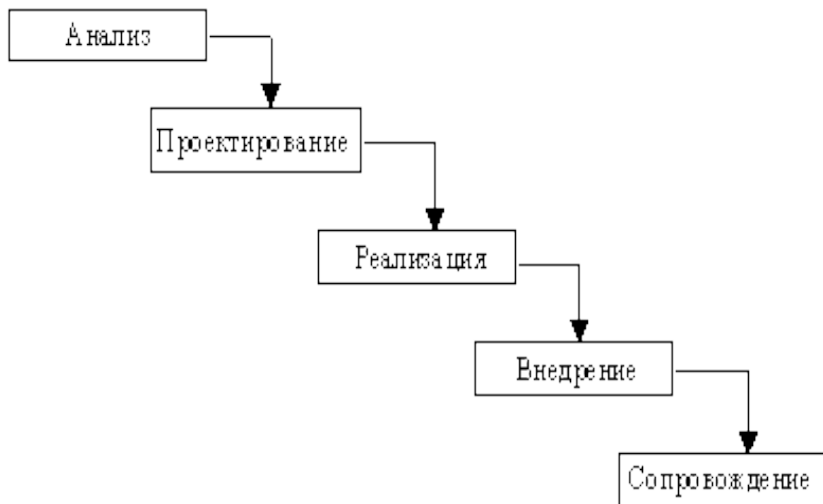 Анализ
Проектирование
Реализация
Внедрение
Сопровождение